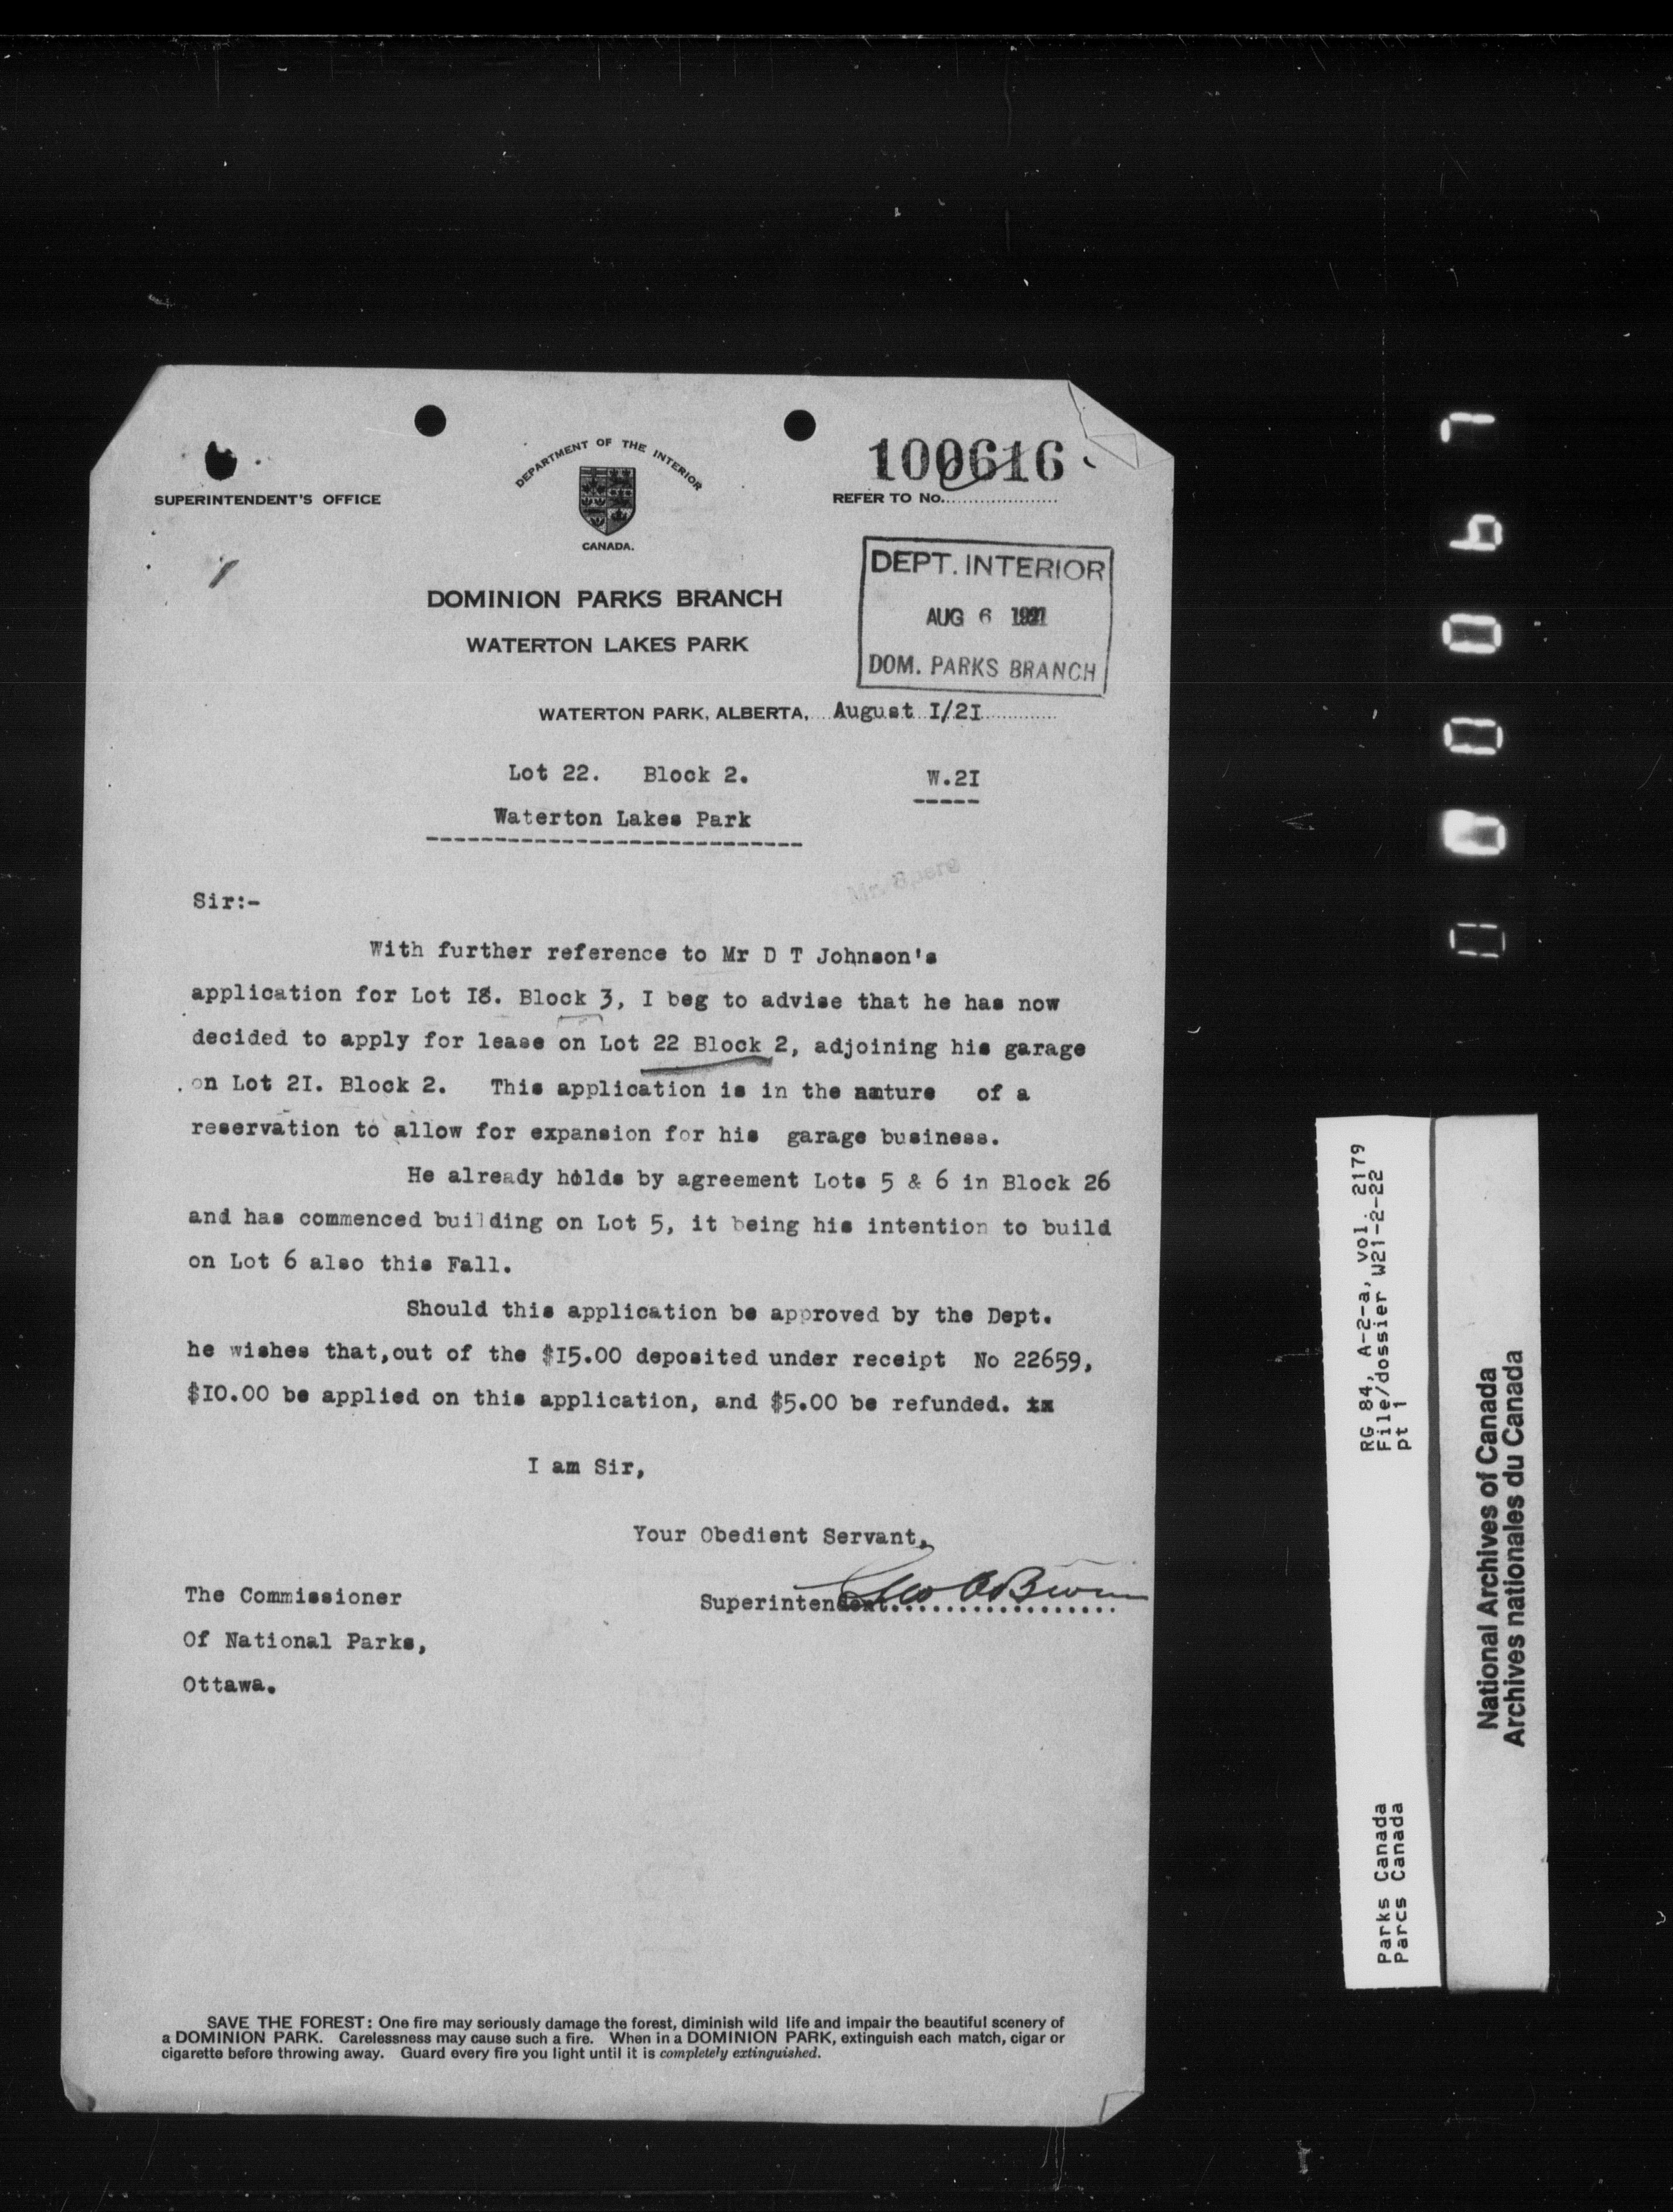 SUPERINTENDENT'S OFFICE
DEPARTMENT OF THE INTERIOR
CANADA.
100616
REFER TO No.....................
DOMINION PARKS BRANCH
WATERTON LAKES PARK
DEPT. INTERIOR
AUG 6 1921
DOM. PARKS BRANCH
WATERTON PARK, ALBERTA, August I/2I
Lot 22. Block 2. W.2I
Waterton Lakes Park
Mr. Spero
Sir:-
With further reference to Mr D T Johnson's
application for Lot I8. Block 3, I beg to advise that he has now
decided to apply for lease on Lot 22 Block 2, adjoining his garage
on Lot 2I. Block 2. This application is in the nature of a
reservation to allow for expansion for his garage business.
He already holds by agreement Lots 5 & 6 in Block 26
and has commenced building on Lot 5, it being his intention to build
on Lot 6 also this Fall.
Should this application be approved by the Dept.
he wishes that,out of the $I5.00 deposited under receipt No 22659,
$I0.00 be applied on this application, and $5.00 be refunded.
I am Sir,
Your Obedient Servant,
Superintendent..................
The Commissioner
Of National Parks,
Ottawa.
SAVE THE FOREST: One fire may seriously damage the forest, diminish wild life and impair the beautiful scenery of
a DOMINION PARK. Carelessness may cause such a fire. When in a DOMINION PARK, extinguish each match, cigar or
cigarette before throwing away. Guard every fire you light until it is completely extinguished.
RG 84, A-2-a, vol. 2179
File/dossier W21-2-22
pt 1
Parks Canada
Parcs Canada
National Archives of Canada
Archives nationales du Canada